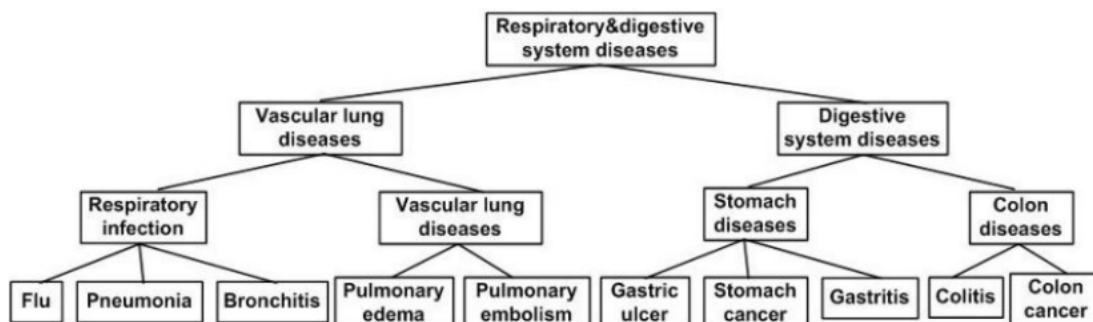 Respiratory&digestive
system diseases
Vascular lung
diseases
Digestive
system diseases
Respiratory
infection
Vascular lung
diseases
Stomach
diseases
Colon
diseases
Flu
Pneumonia
Bronchitis
Pulmonary
edema
Pulmonary
embolism
Gastric
ulcer
Stomach
cancer
Gastritis
Colitis
Colon
cancer